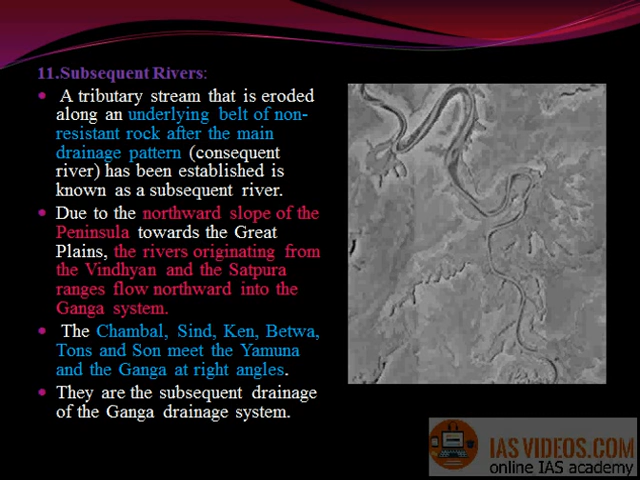 11.Subsequent Rivers:
A tributary stream that is eroded
along an underlying belt of non-
resistant rock after the main
drainage pattern (consequent
river) has been established is
known as a subsequent river.
Due to the northward slope of the
Peninsula towards the Great
Plains, the rivers originating from
the Vindhyan and the Satpura
ranges flow northward into the
Ganga system.
The Chambal, Sind, Ken, Betwa,
Tons and Son meet the Yamuna
and the Ganga at right angles.
They are the subsequent drainage
of the Ganga drainage system.
IASVIDEOS.COM
online IAS academy